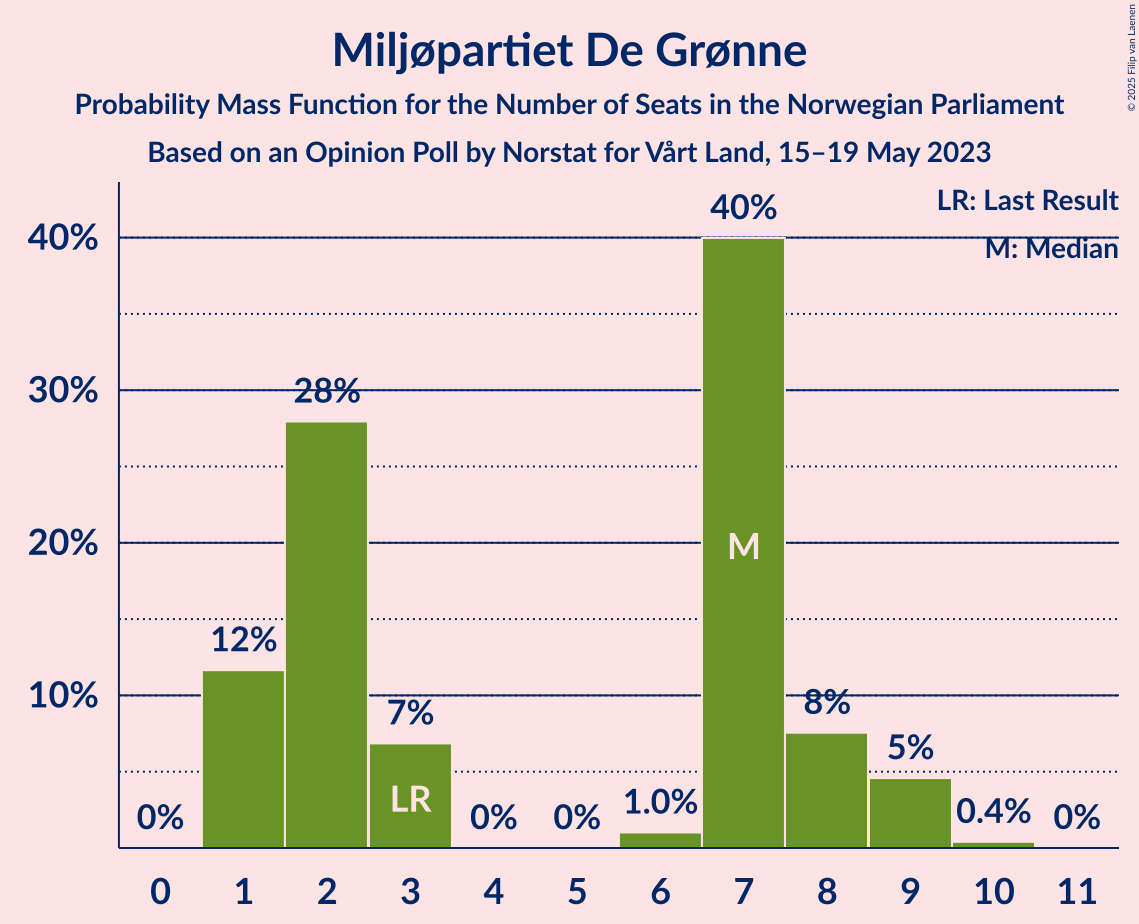 Miljøpartiet De Grønne
Probability Mass Function for the Number of Seats in the Norwegian Parliament
Based on an Opinion Poll by Norstat for Vårt Land, 15–19 May 2023
© 2025 Filip van Laenen
LR: Last Result
M: Median
40%
30%
20%
10%
0%
12%
28%
7%
0%
0%
1.0%
40%
8%
5%
0.4%
0%
LR
M
0 1 2 3 4 5 6 7 8 9 10 11